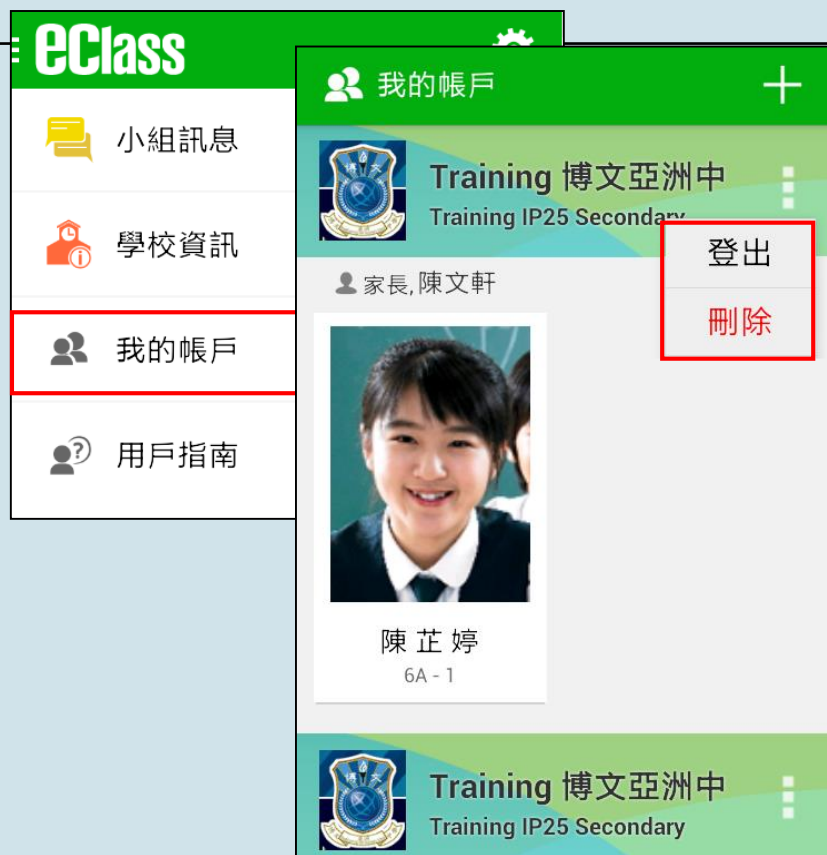 eClass
小組訊息
學校資訊
我的帳戶
用戶指南
我的帳戶
Training 博文亞洲中
Training IP25 Secondary
登出
刪除
家長,陳文軒
陳芷婷
6A - 1
Training 博文亞洲中
Training IP25 Secondary